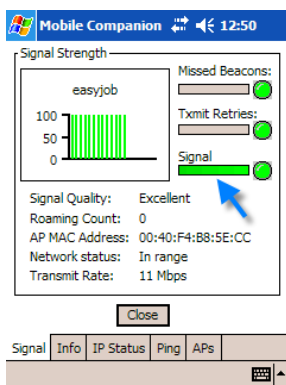 Mobile Companion 12:50
Signal Strength
Missed Beacons:
easyjob
100
50
0
Txmit Retries:
Signal
Signal Quality: Excellent
Roaming Count: 0
AP MAC Address: 00:40:F4:B8:5E:CC
Network status: In range
Transmit Rate: 11 Mbps
Close
Signal Info IP Status Ping APs